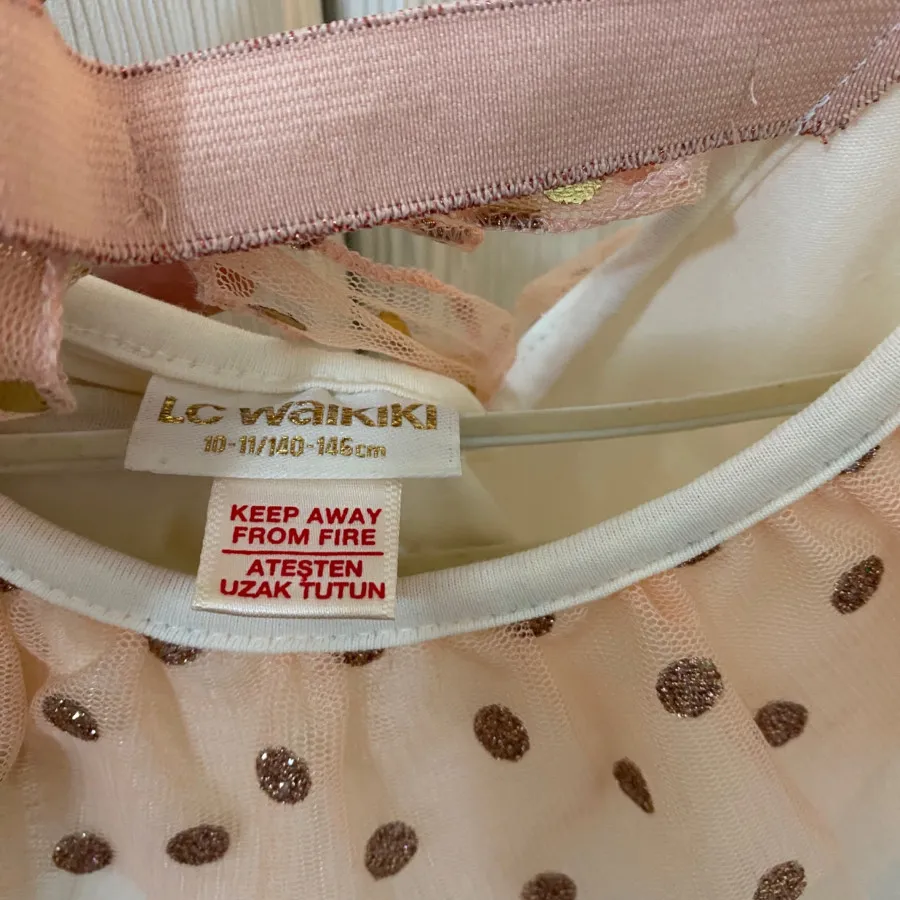 LC WAIKIKI
10-11/140-146cm
KEEP AWAY
FROM FIRE
ATEŞTEN
UZAK TUTUN